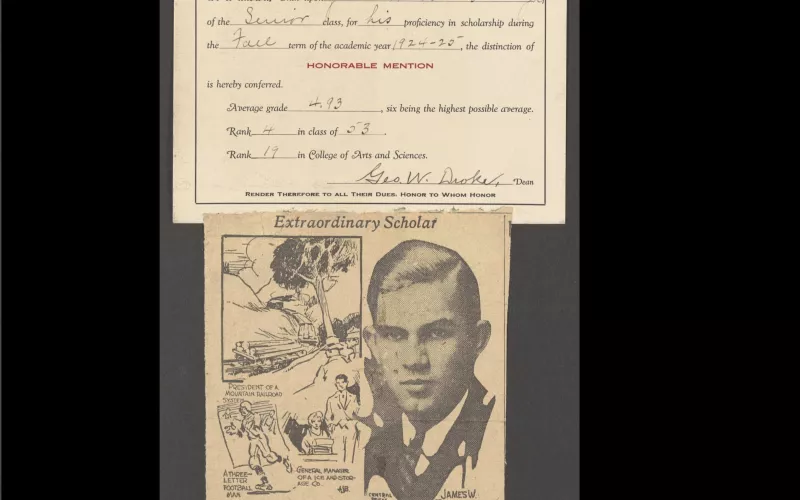 of the Senior class, for his proficiency in scholarship during
the Fall term of the academic year 1924-25, the distinction of
HONORABLE MENTION
is hereby conferred.
Average grade 4.93, six being the highest possible average.
Rank 4 in class of 53.
Rank 19 in College of Arts and Sciences.
Geo. W. Droke, Dean
RENDER THEREFORE TO ALL THEIR DUES, HONOR TO WHOM HONOR
Extraordinary Scholar
PRESIDENT OF A
MOUNTAIN RAILROAD
SYSTEM
A THREE-
LETTER
FOOTBALL
MAN
GENERAL MANAGER
OF A ICE AND STOR-
AGE CO.
CENTRAL
PRESS
JAMES W.